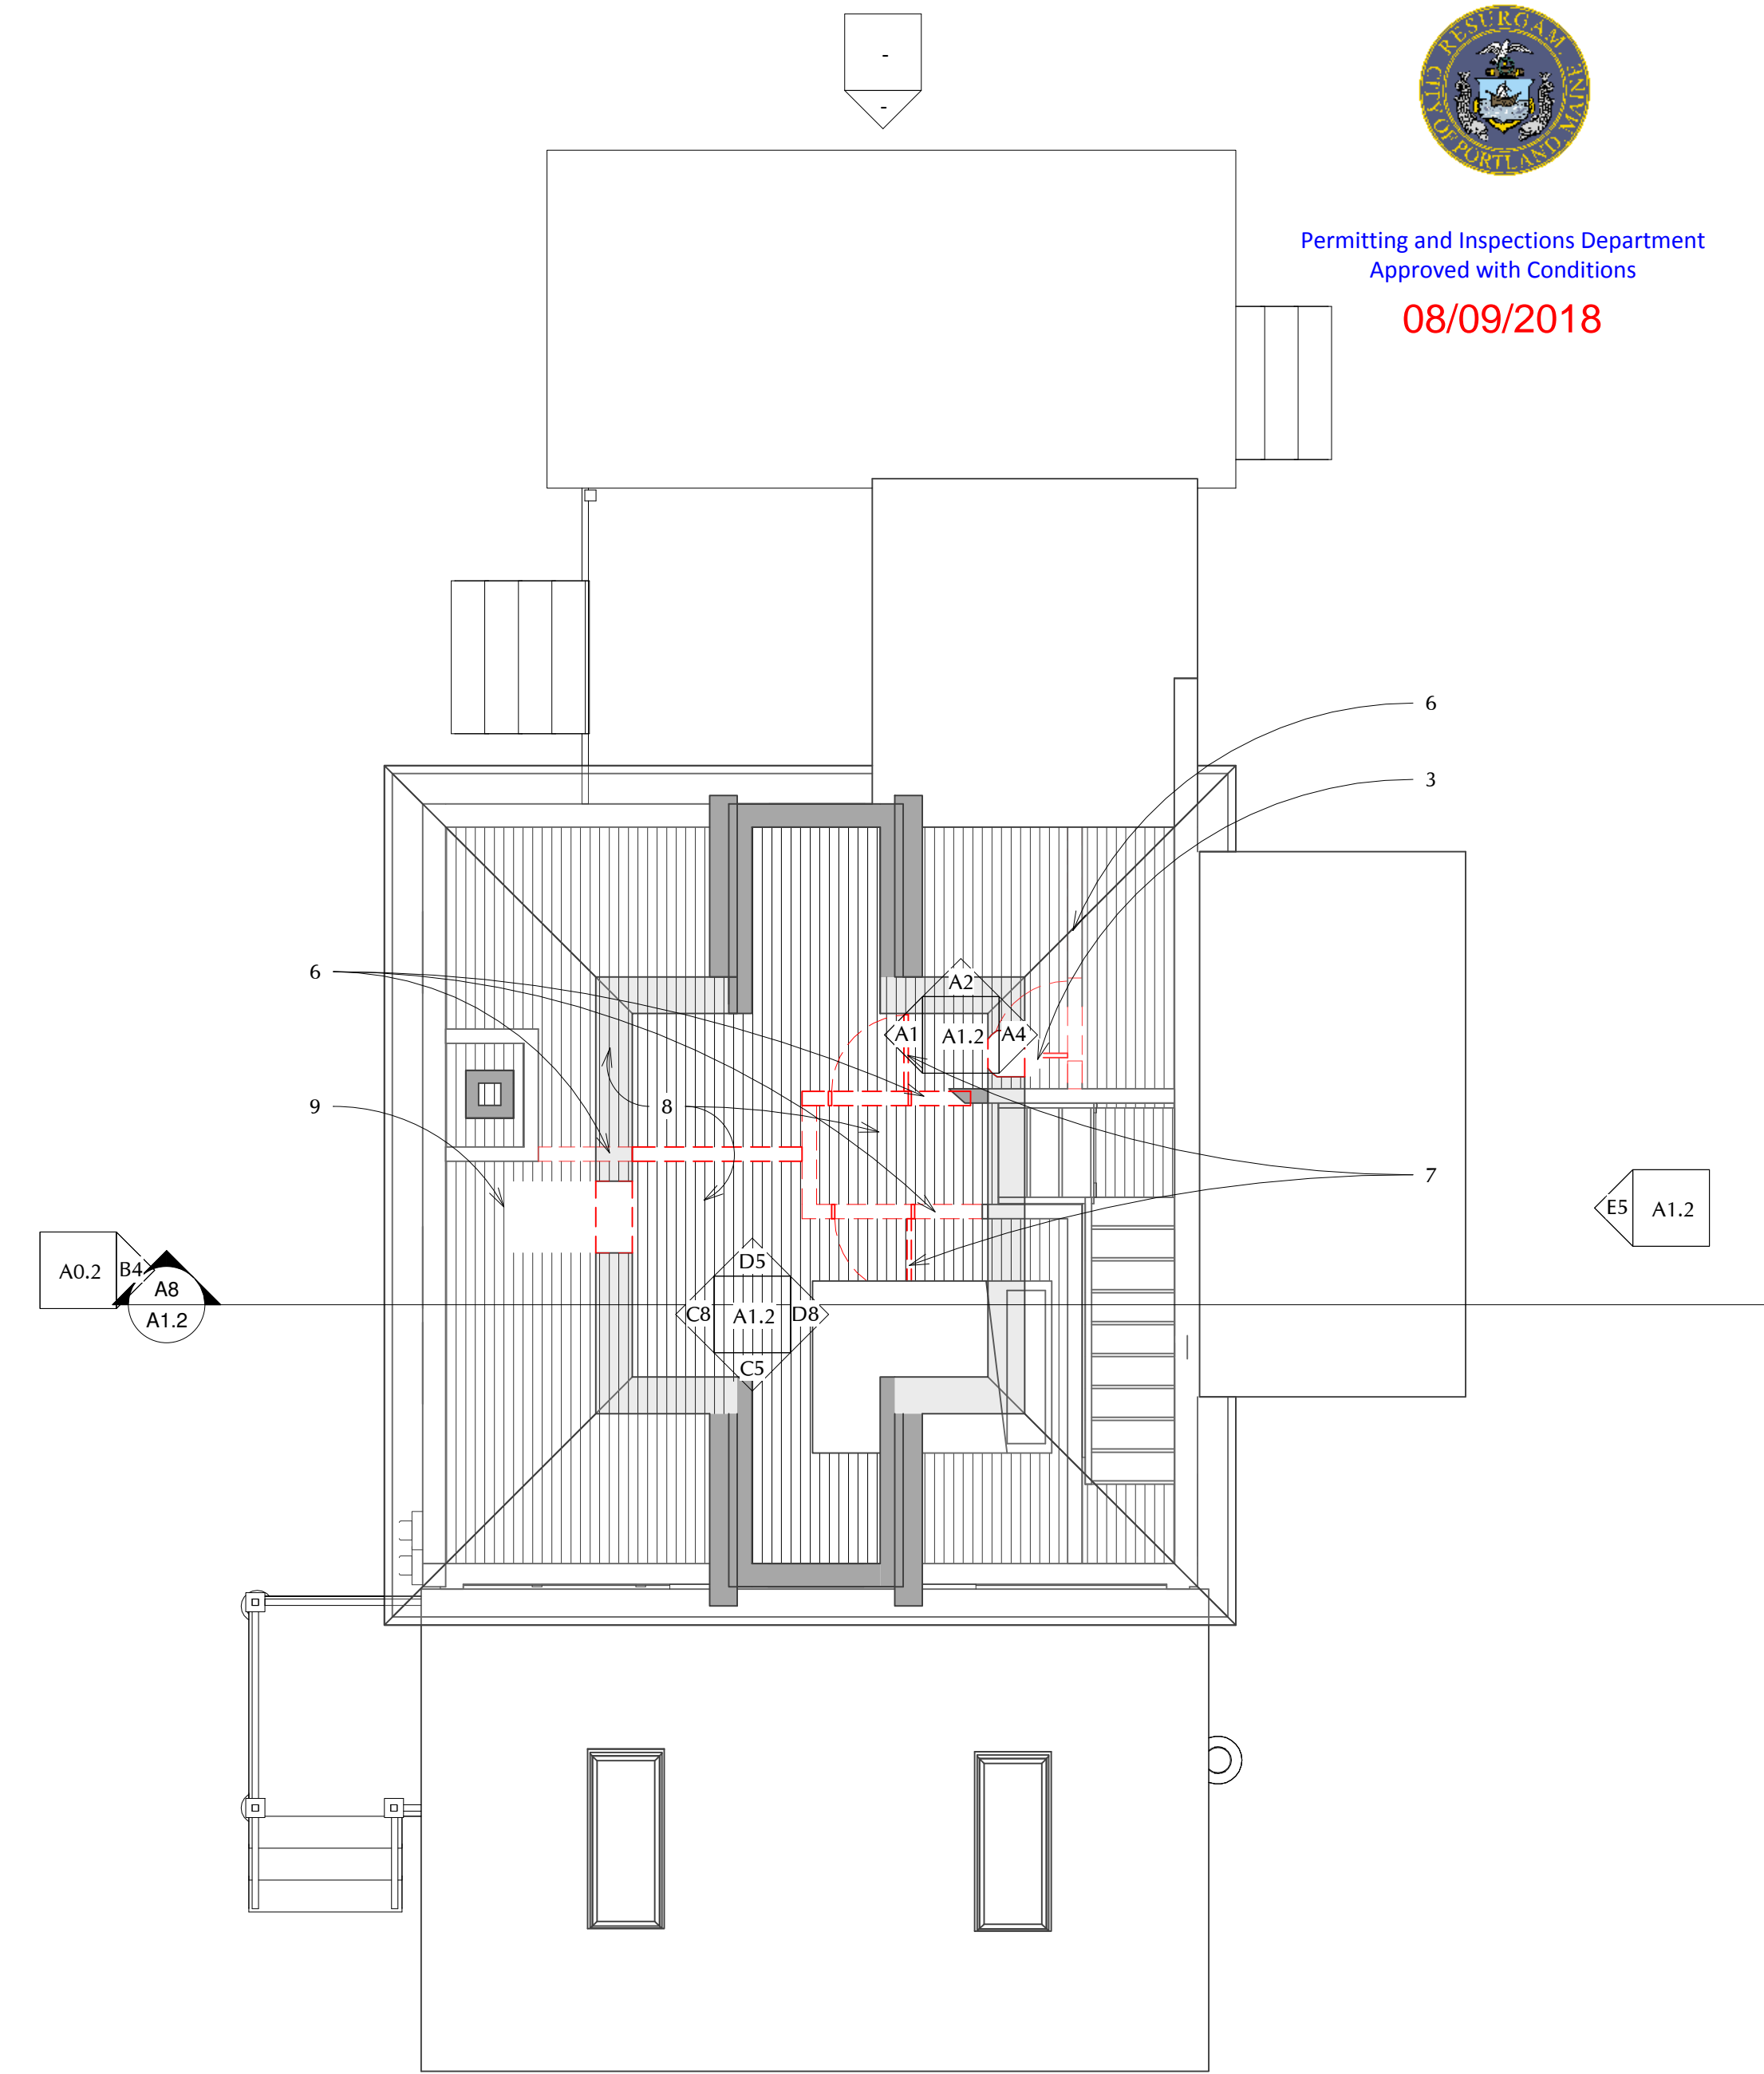 -
-
RESURGAM.
CITY OF PORTLAND MAINE
Permitting and Inspections Department
Approved with Conditions
08/09/2018
6
3
6
A2
A1
A1.2
A4
9
8
7
E5
A1.2
A0.2
B4
A8
A1.2
D5
C8
A1.2
D8
C5